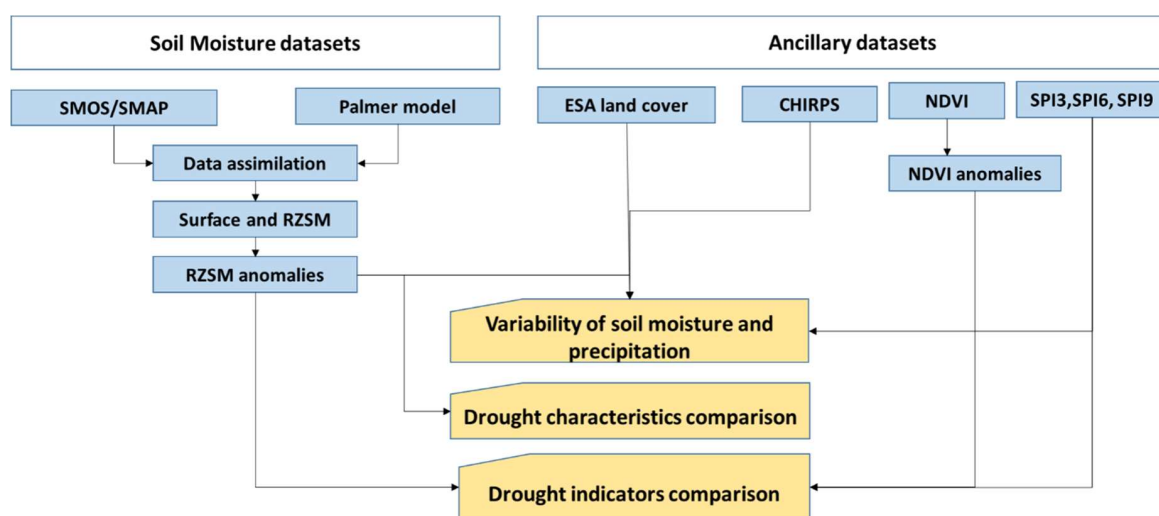 Soil Moisture datasets
Ancillary datasets
SMOS/SMAP
Palmer model
ESA land cover
CHIRPS
NDVI
SPI3,SPI6, SPI9
Data assimilation
NDVI anomalies
Surface and RZSM
RZSM anomalies
Variability of soil moisture and
precipitation
Drought characteristics comparison
Drought indicators comparison